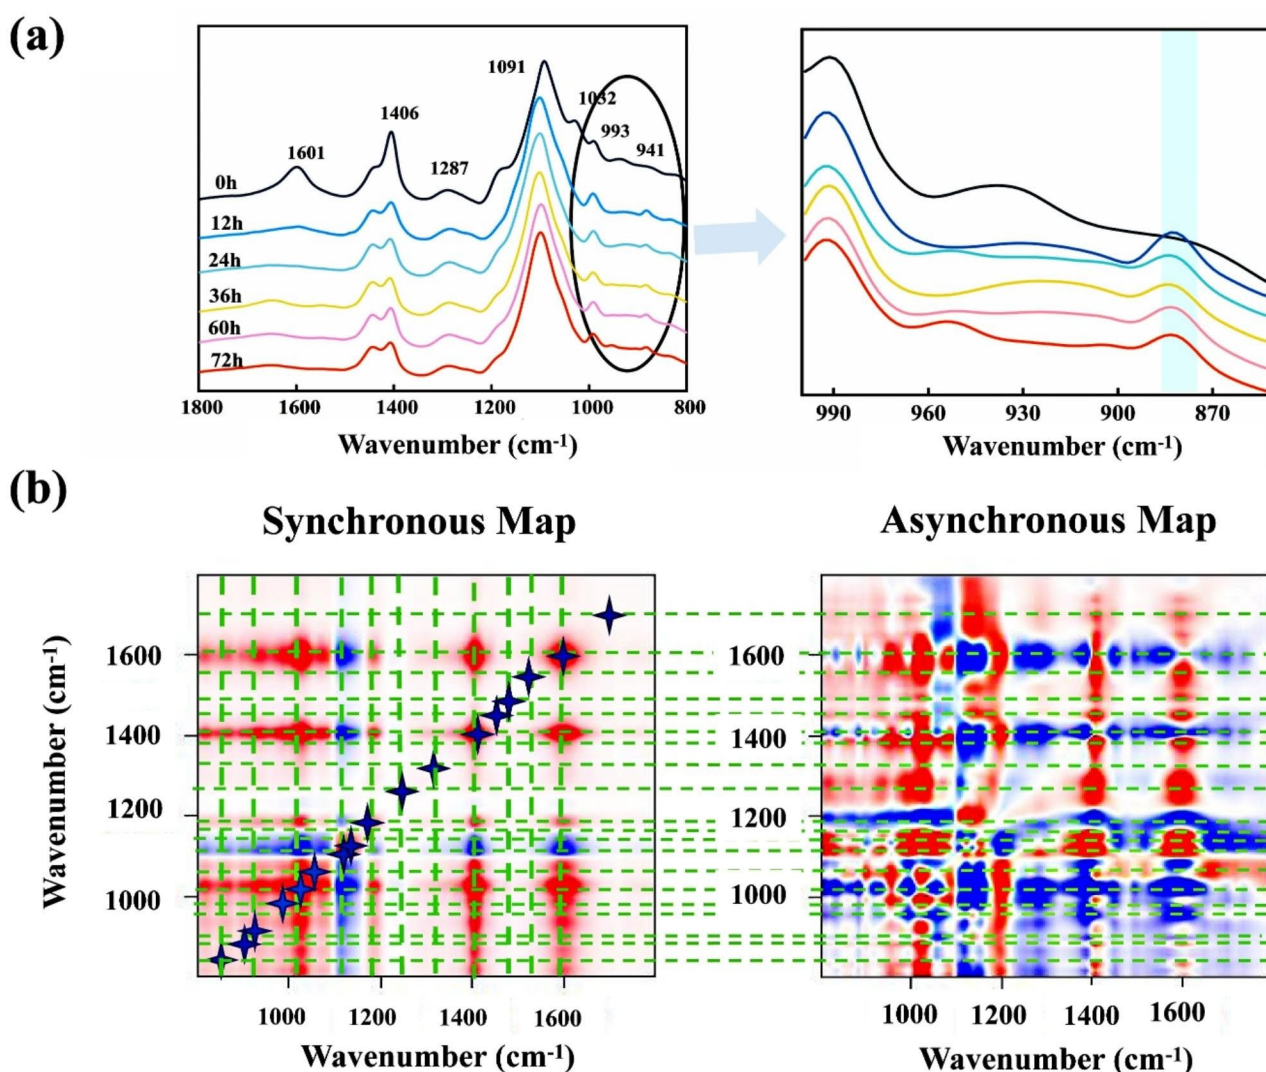 (a)
1091
1032
1406
993
1601
941
1287
0h
12h
24h
36h
60h
72h
1800 1600 1400 1200 1000 800
Wavenumber (cm-1)
990 960 930 900 870
Wavenumber (cm-1)
(b)
Synchronous Map
Asynchronous Map
Wavenumber (cm-1)
1600
1400
1200
1000
1000 1200 1400 1600
Wavenumber (cm-1)
1600
1400
1200
1000
1000 1200 1400 1600
Wavenumber (cm-1)